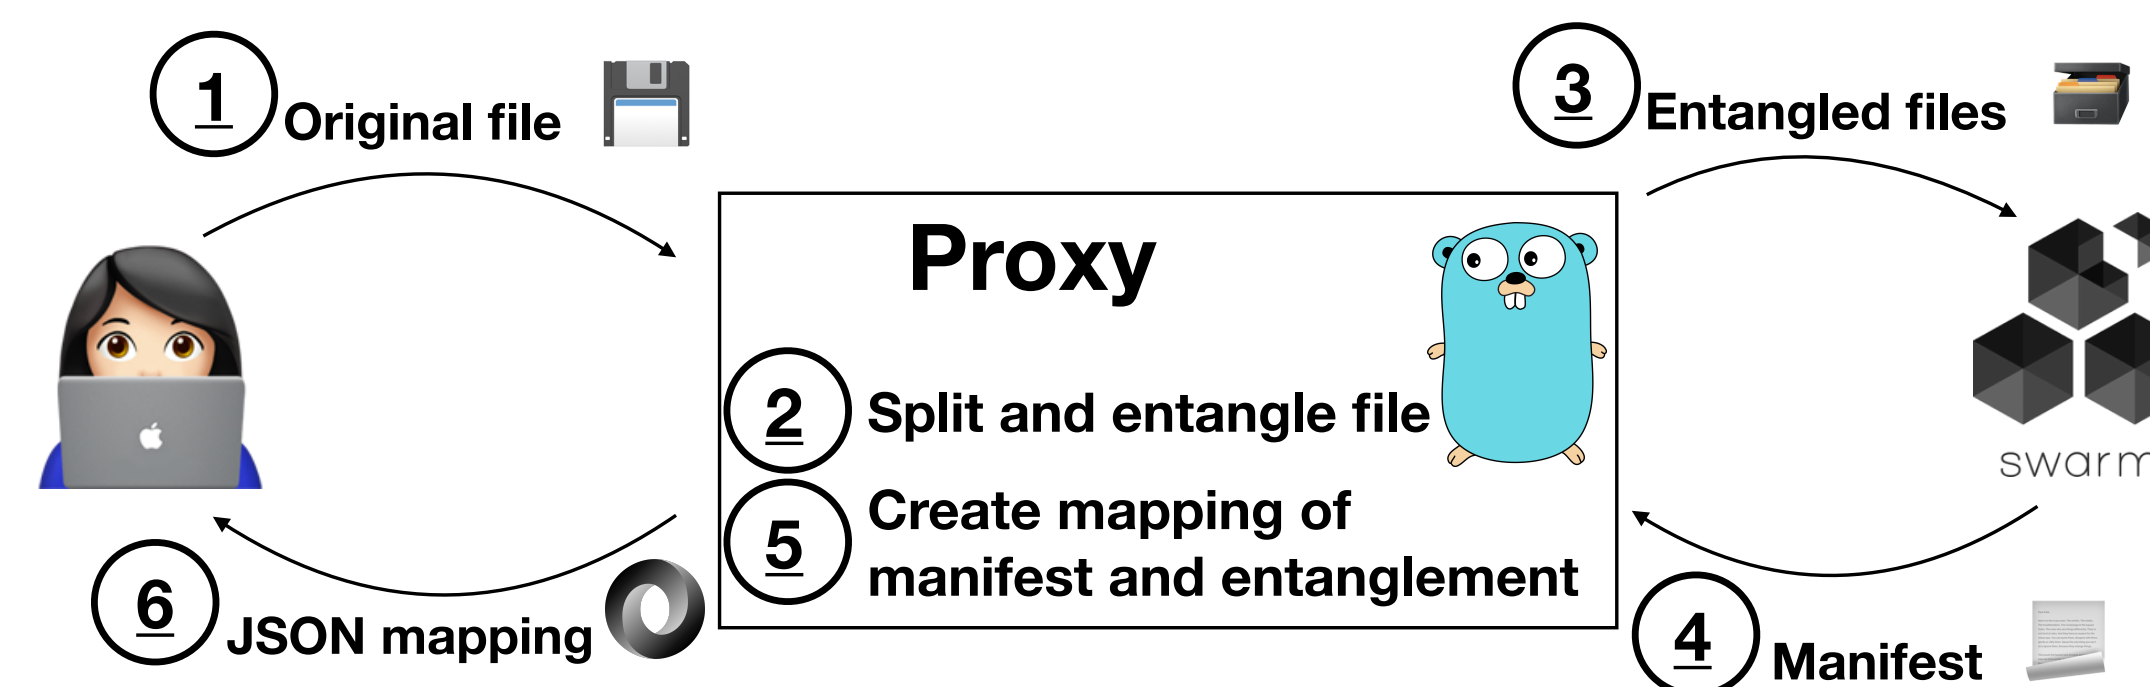 1
Original file
3
Entangled files
Proxy
2
Split and entangle file
5
Create mapping of
manifest and entanglement
swarm
6
JSON mapping
4
Manifest